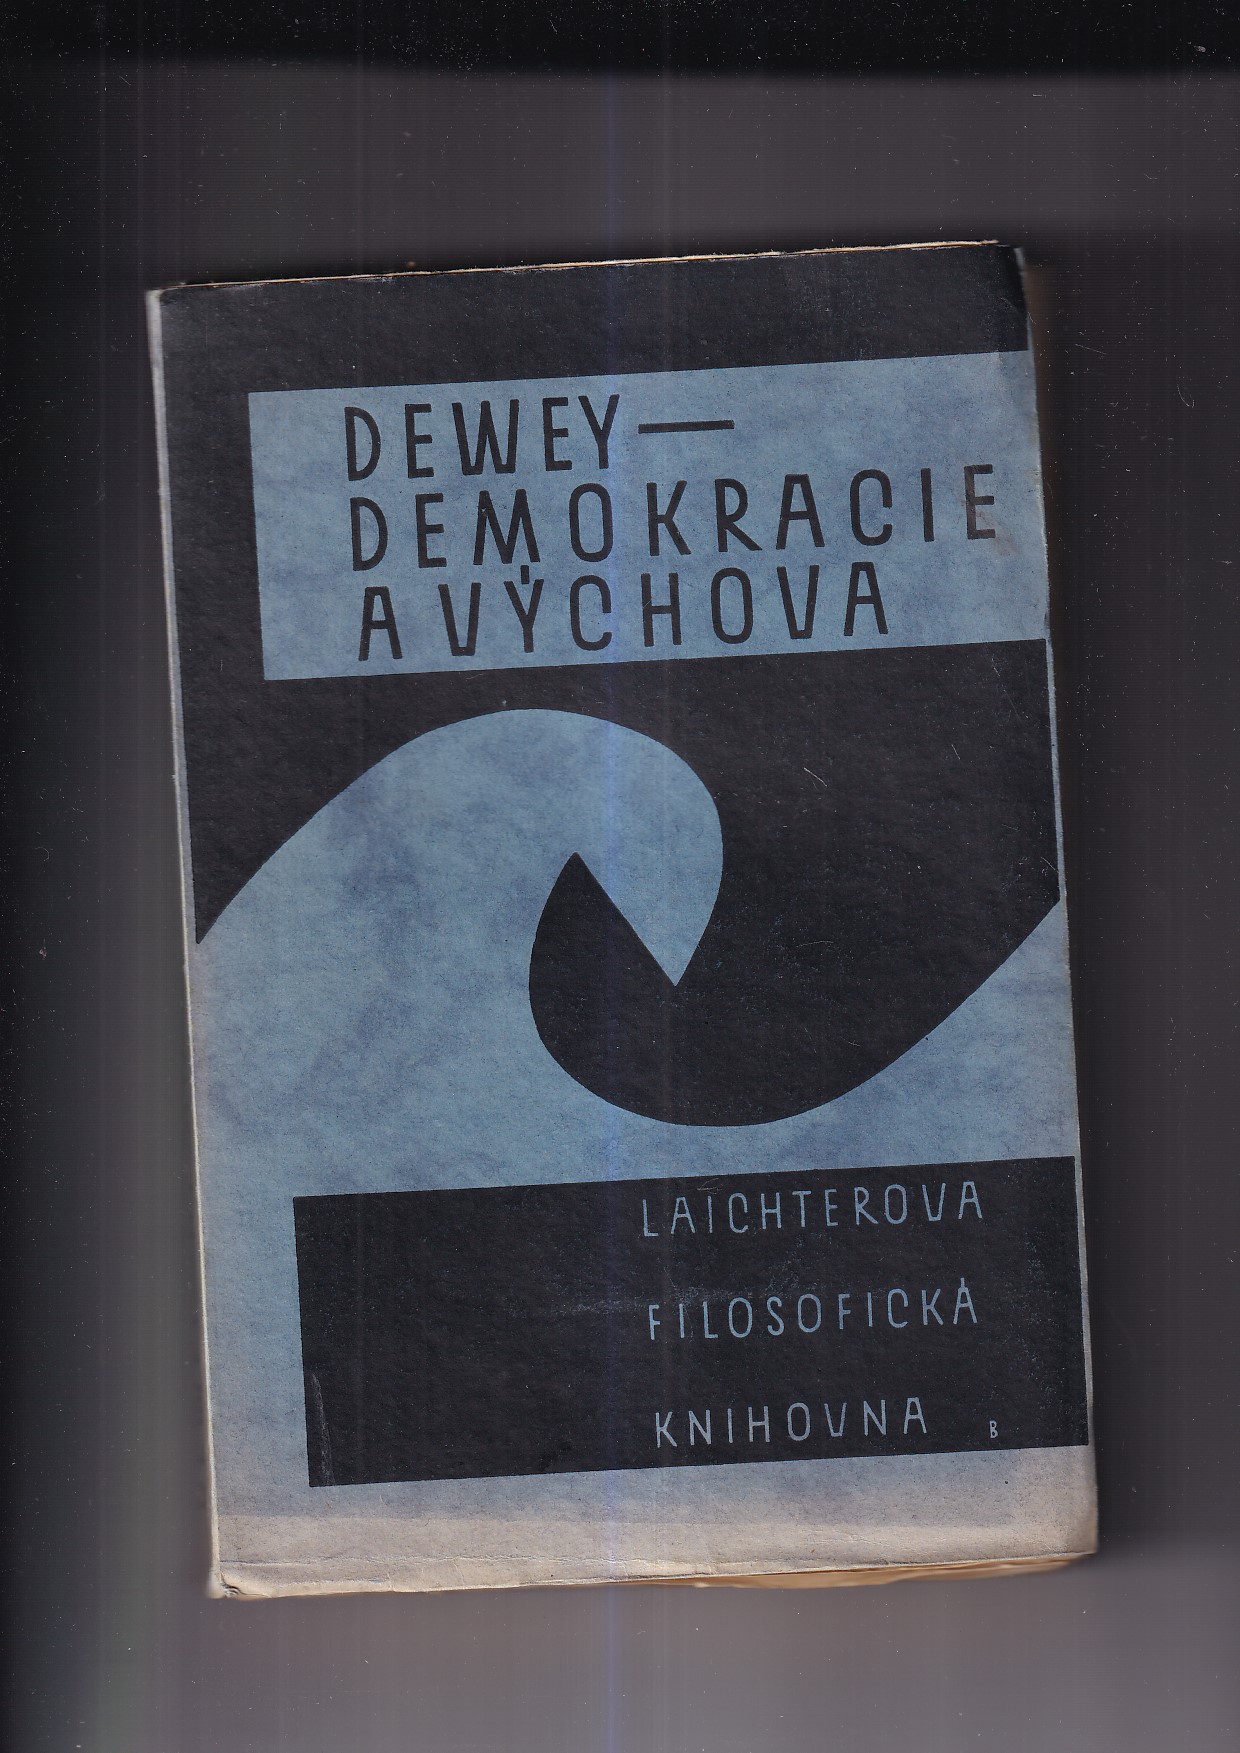 DEWEY —
DEMOKRACIE
A VÝCHOVA
LAICHTEROVA
FILOSOFICKÁ
KNIHOVNA
B